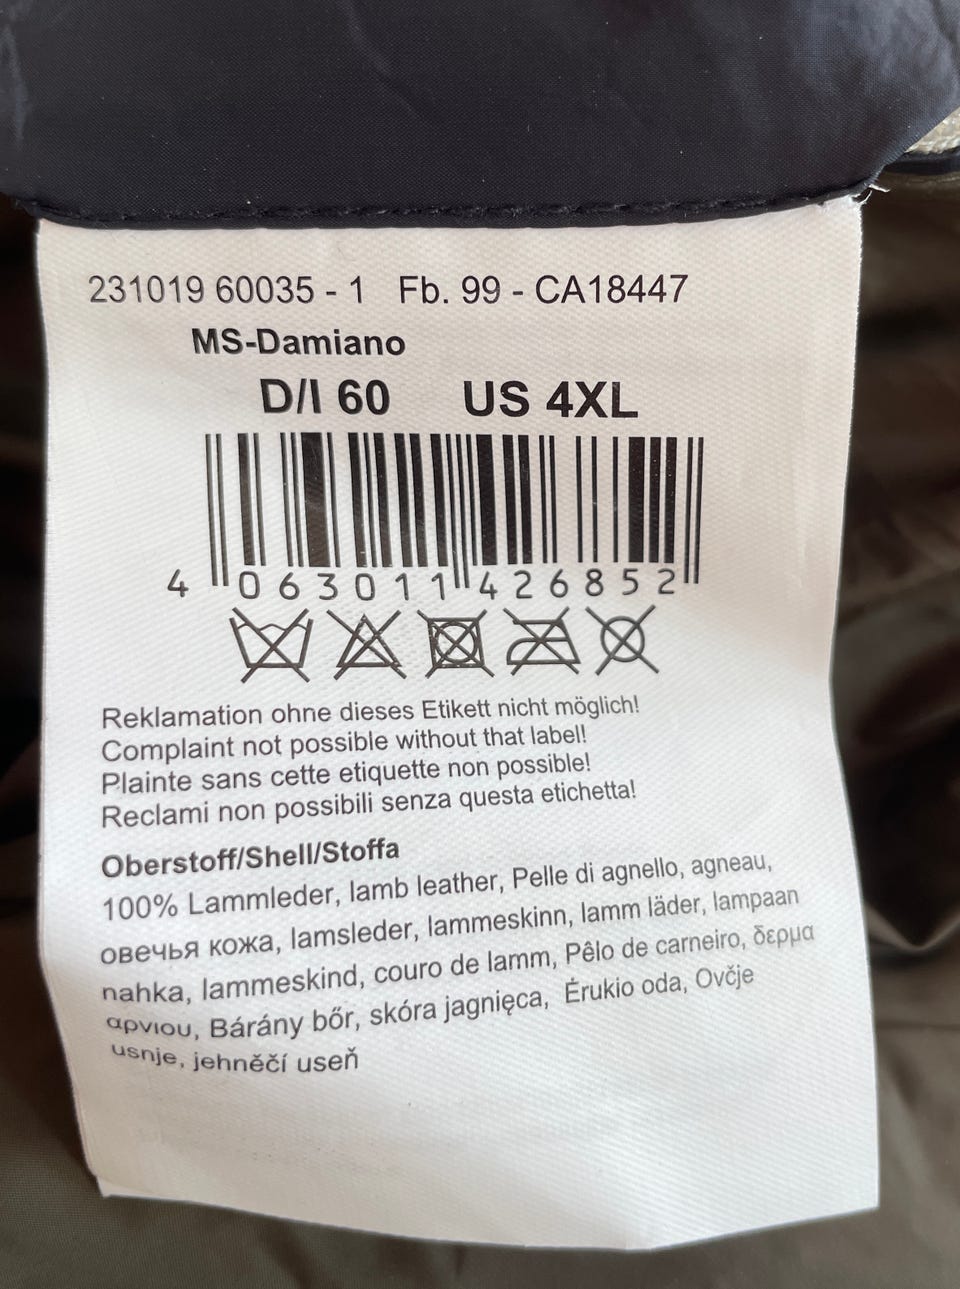 231019 60035 - 1 Fb. 99 - CA18447
MS-Damiano
D/I 60 US 4XL
4 063011 426852
Reklamation ohne dieses Etikett nicht möglich!
Complaint not possible without that label!
Plainte sans cette etiquette non possible!
Reclami non possibili senza questa etichetta!
Oberstoff/Shell/Stoffa
100% Lammleder, lamb leather, Pelle di agnello, agneau,
овечья кожа, lamsleder, lammeskinn, lamm läder, lampaan
nahka, lammeskind, couro de lamm, Pêlo de carneiro, δερμα
αρνιου, Bárány bőr, skóra jagnięca, Ėrukio oda, Ovčje
usnje, jehněčí useň